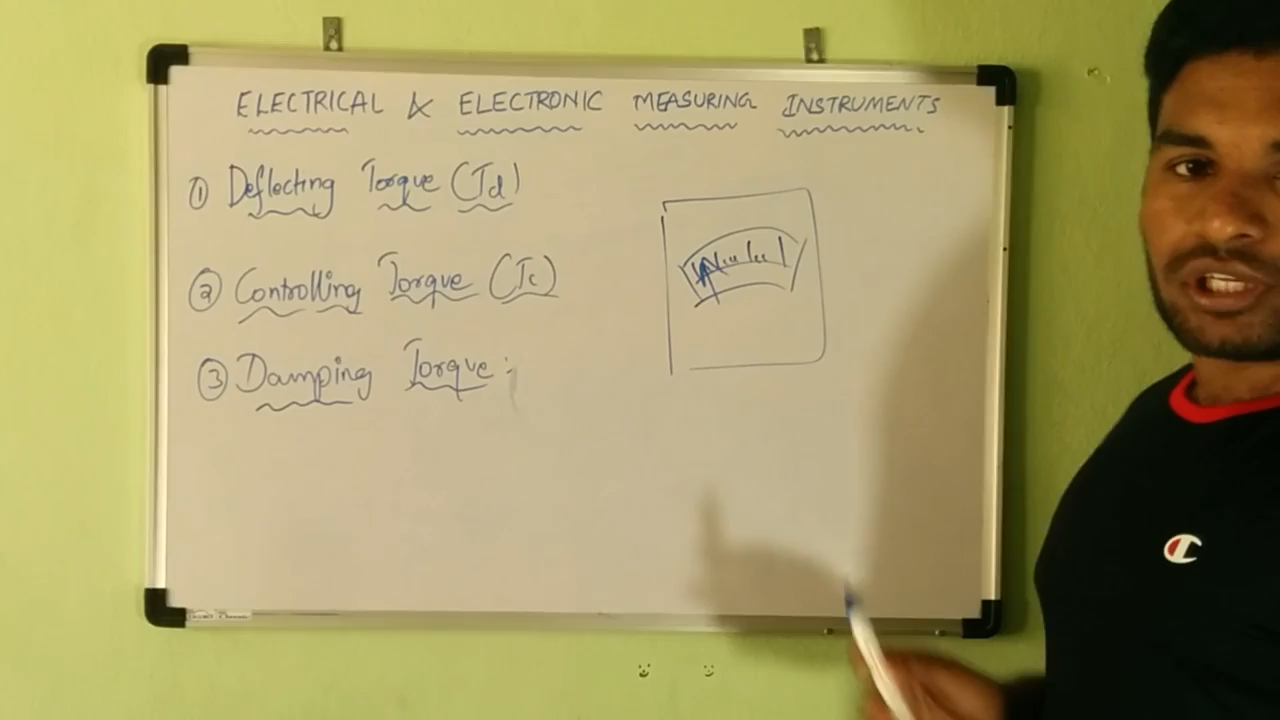 ELECTRICAL & ELECTRONIC MEASURING INSTRUMENTS
① Deflecting Torque (Td)
② Controlling Torque (Tc)
③ Damping Torque :